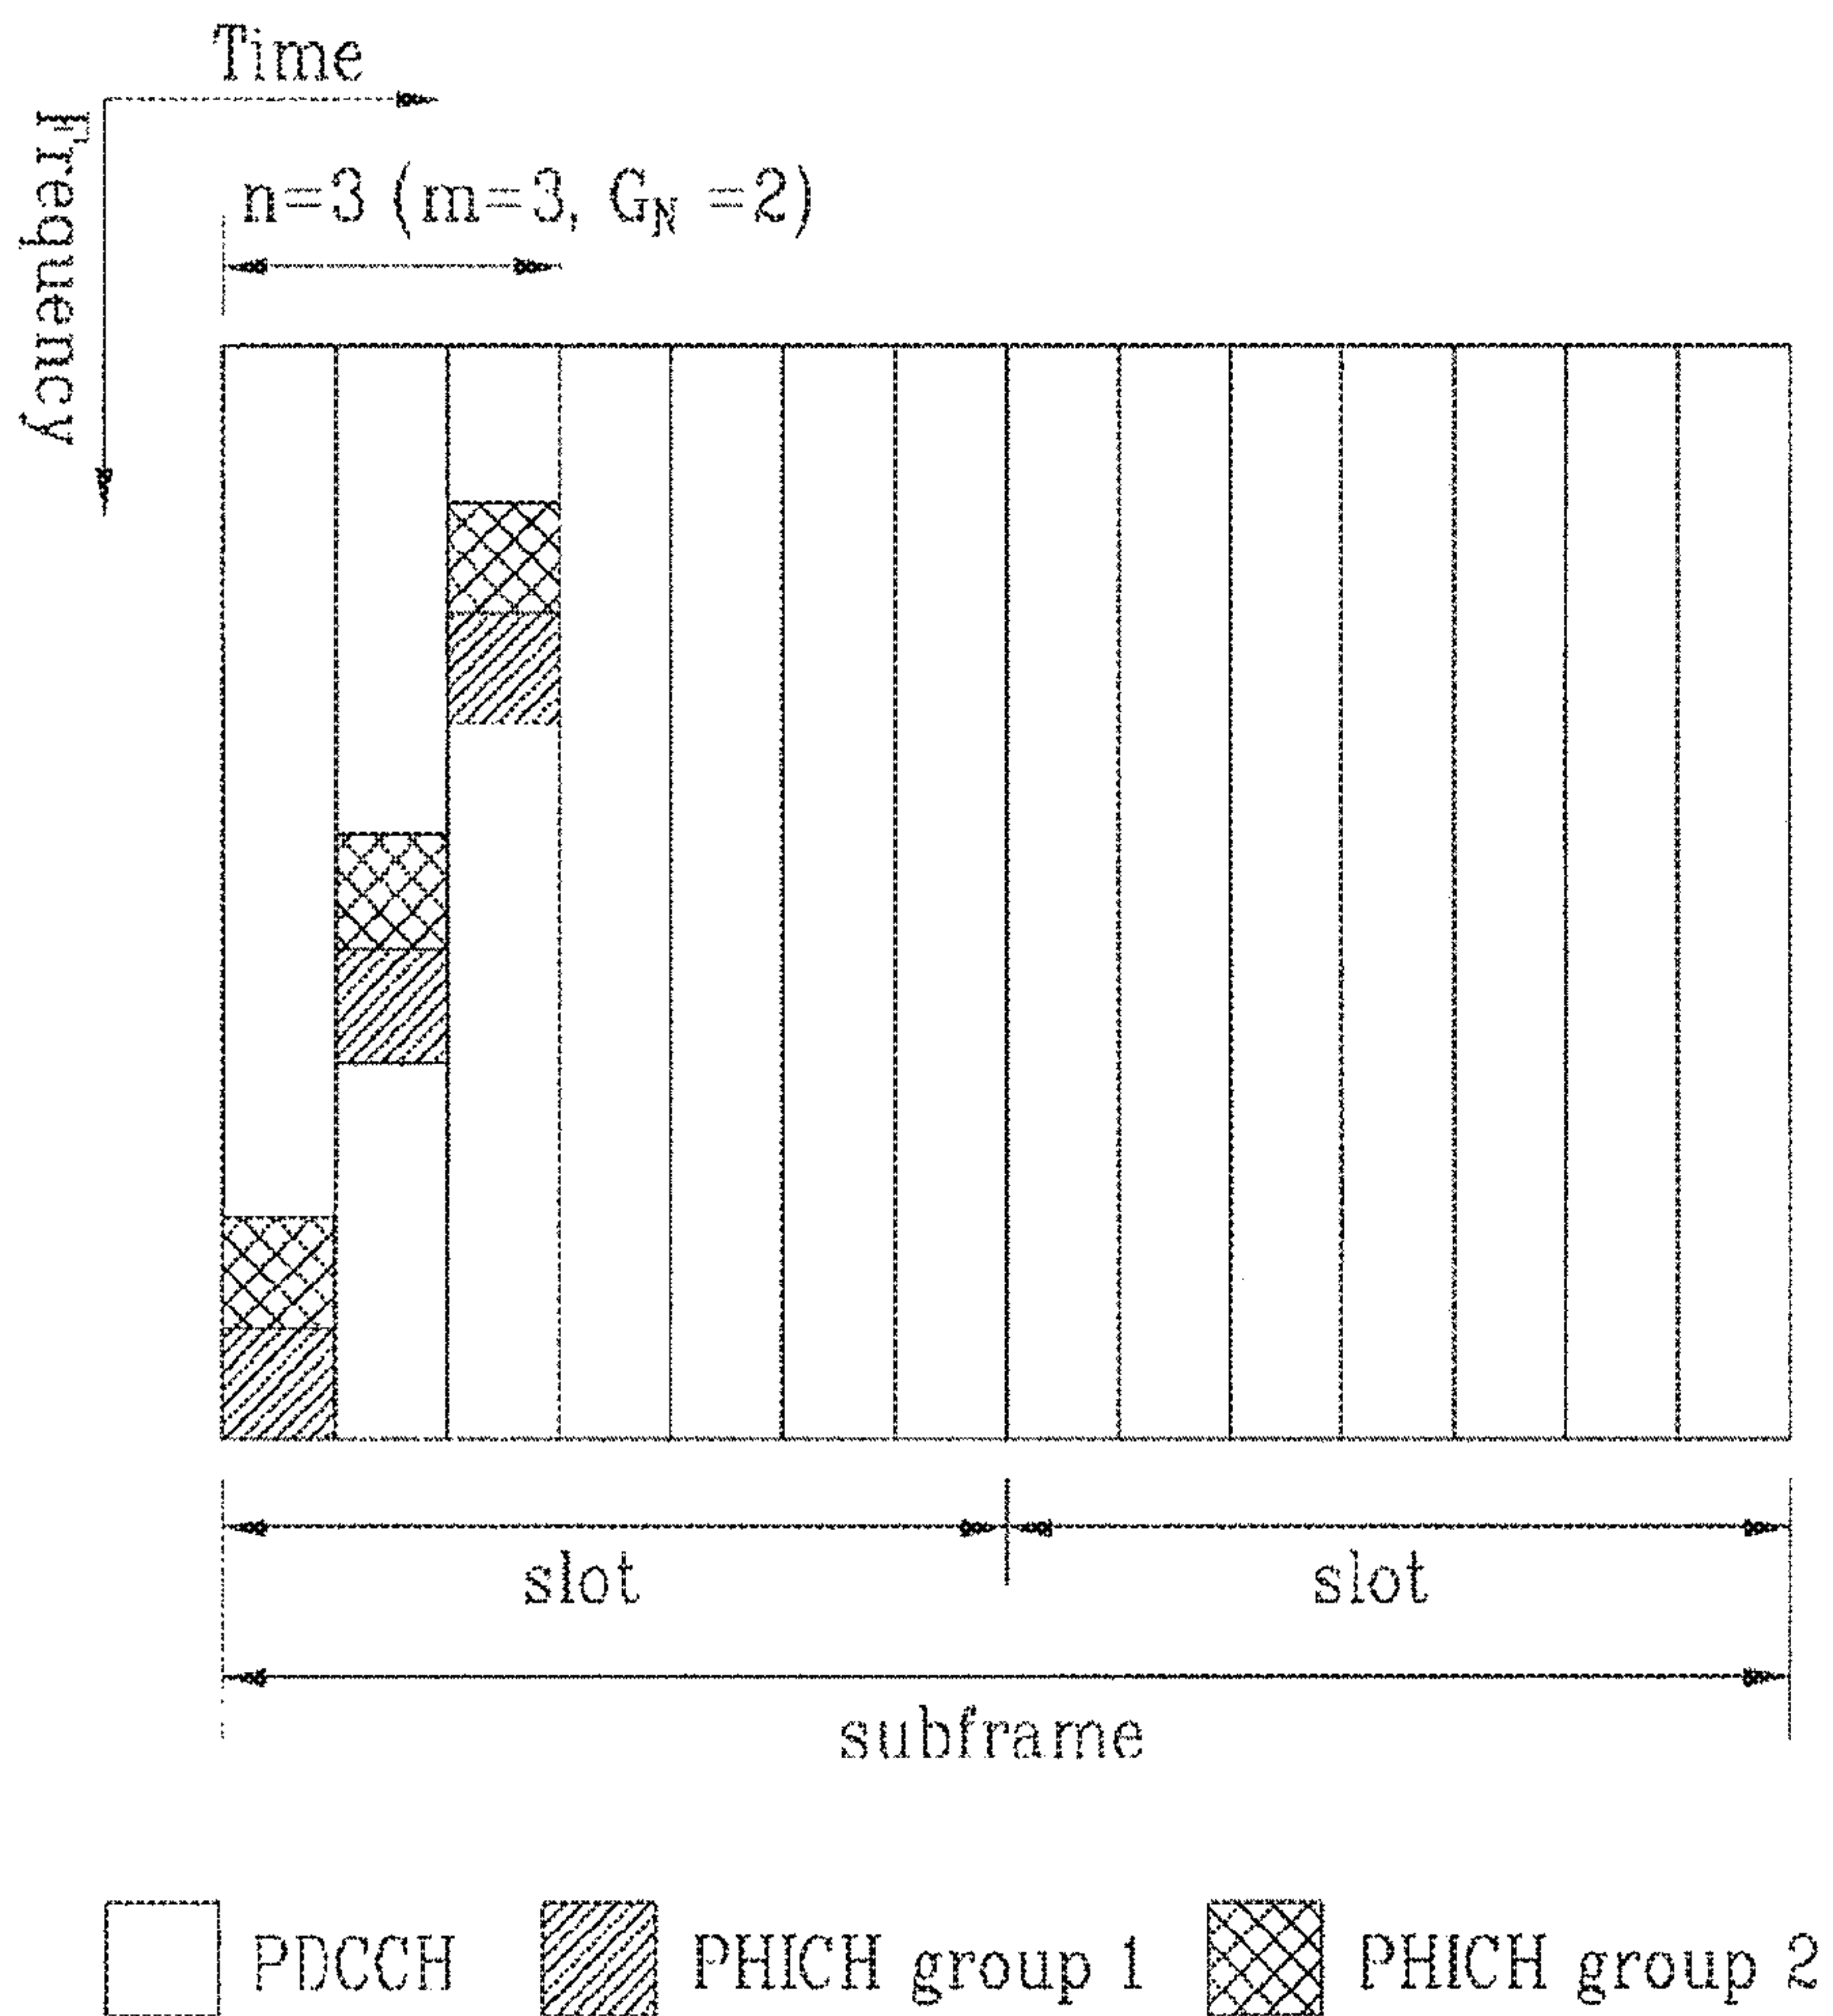 Time
Frequency
n=3 (m=3, G_N =2)
slot slot
subframe
PDCCH PHICH group 1 PHICH group 2